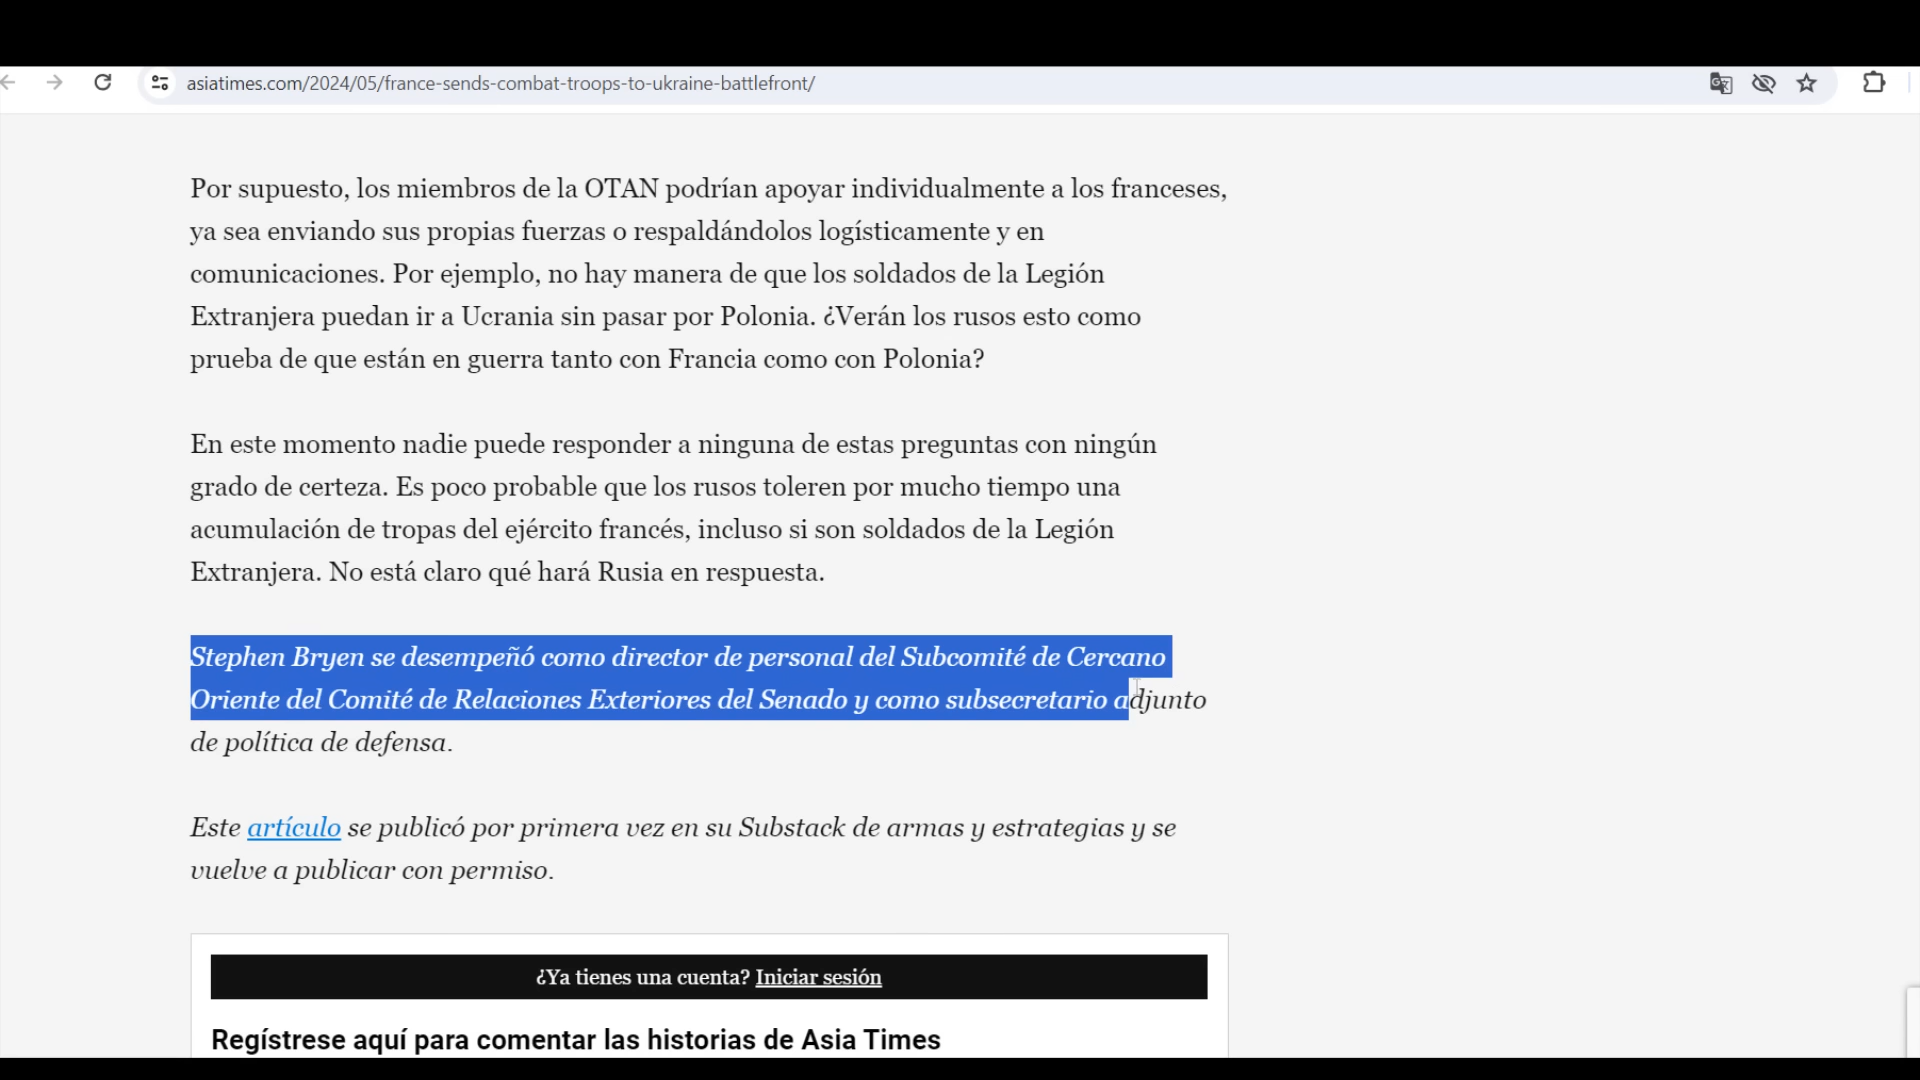 asiatimes.com/2024/05/france-sends-combat-troops-to-ukraine-battlefront/
Por supuesto, los miembros de la OTAN podrían apoyar individualmente a los franceses,
ya sea enviando sus propias fuerzas o respaldándolos logísticamente y en
comunicaciones. Por ejemplo, no hay manera de que los soldados de la Legión
Extranjera puedan ir a Ucrania sin pasar por Polonia. ¿Verán los rusos esto como
prueba de que están en guerra tanto con Francia como con Polonia?
En este momento nadie puede responder a ninguna de estas preguntas con ningún
grado de certeza. Es poco probable que los rusos toleren por mucho tiempo una
acumulación de tropas del ejército francés, incluso si son soldados de la Legión
Extranjera. No está claro qué hará Rusia en respuesta.
Stephen Bryen se desempeñó como director de personal del Subcomité de Cercano
Oriente del Comité de Relaciones Exteriores del Senado y como subsecretario adjunto
de política de defensa.
Este artículo se publicó por primera vez en su Substack de armas y estrategias y se
vuelve a publicar con permiso.
¿Ya tienes una cuenta? Iniciar sesión
Regístrese aquí para comentar las historias de Asia Times